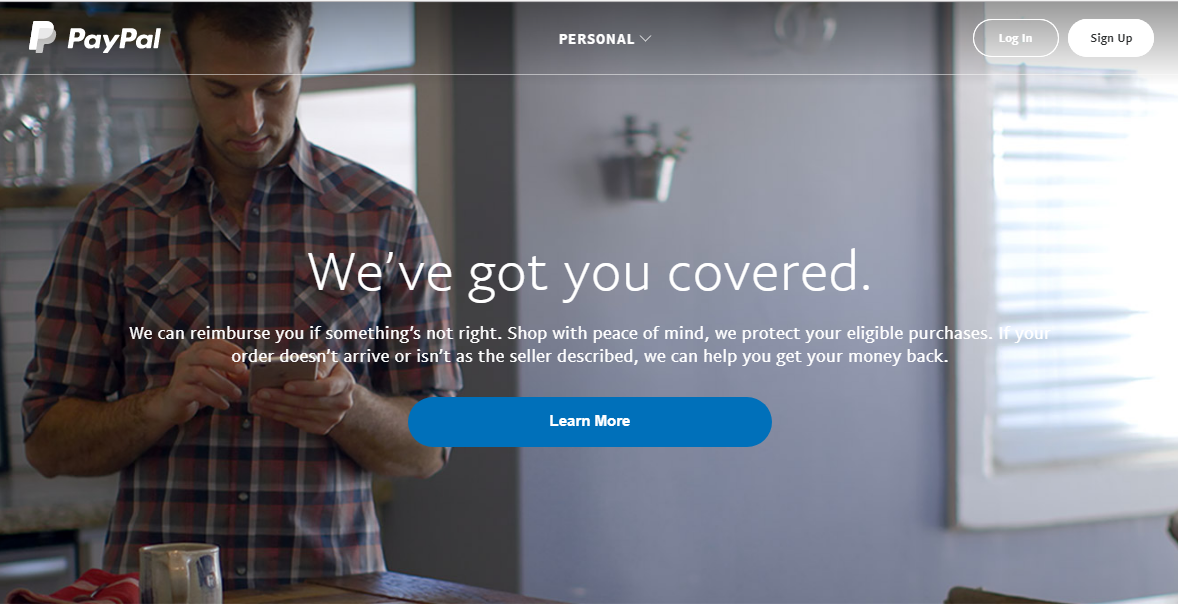 PayPal
PERSONAL
Log In
Sign Up
We’ve got you covered.
We can reimburse you if something’s not right. Shop with peace of mind, we protect your eligible purchases. If your
order doesn’t arrive or isn’t as the seller described, we can help you get your money back.
Learn More